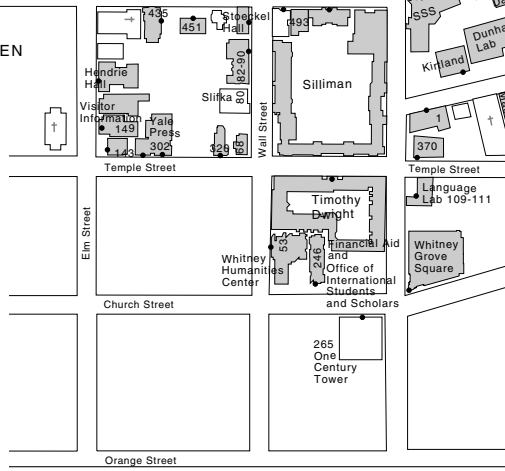 435
451
Stoeckel
Hall
493
SSS
Dunha
Lab
Kirtland
EN
Hendrie
Hall
82-90
Silliman
Slifka
80
Visitor
Information
149
Yale
Press
143
302
320
68
Wall Street
1
370
Temple Street
Temple Street
Language
Lab 109-111
Timothy
Dwight
Elm Street
53
246
Whitney
Humanities
Center
Financial Aid
and
Office of
International
Students
and Scholars
Whitney
Grove
Square
Church Street
265
One
Century
Tower
Orange Street